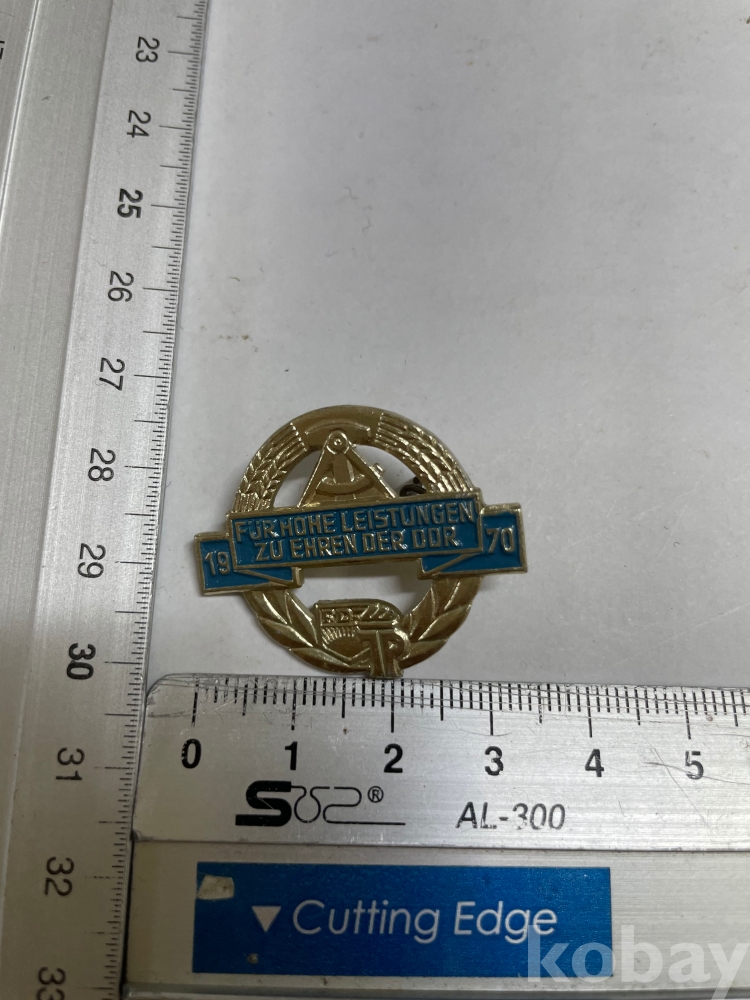 23
24
25
26
27
28
29
30
31
32
33
FÜR HOHE LEISTUNGEN
ZU EHREN DER DDR
19 70
0 1 2 3 4 5
®
AL-300
▼ Cutting Edge
kobay